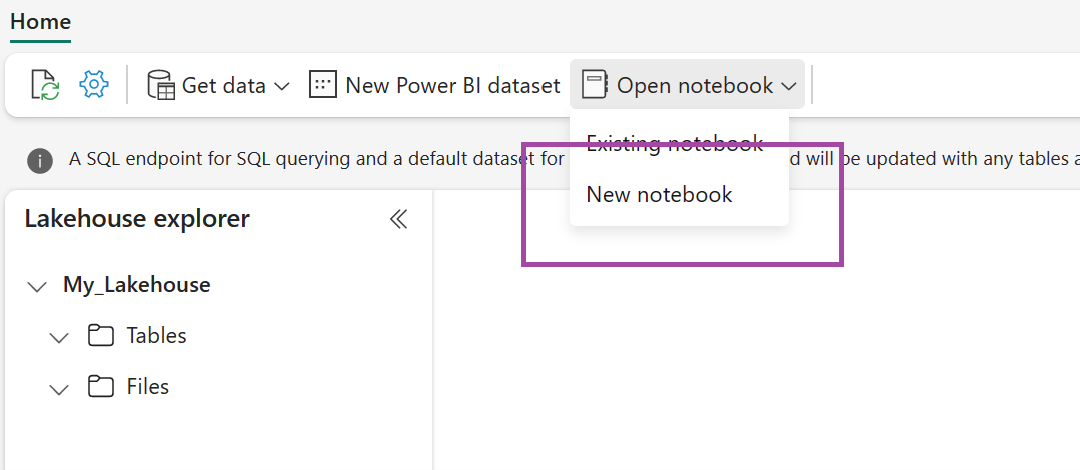 Home
Get data New Power BI dataset Open notebook
Existing notebook
A SQL endpoint for SQL querying and a default dataset for d will be updated with any tables a
New notebook
Lakehouse explorer
My_Lakehouse
Tables
Files